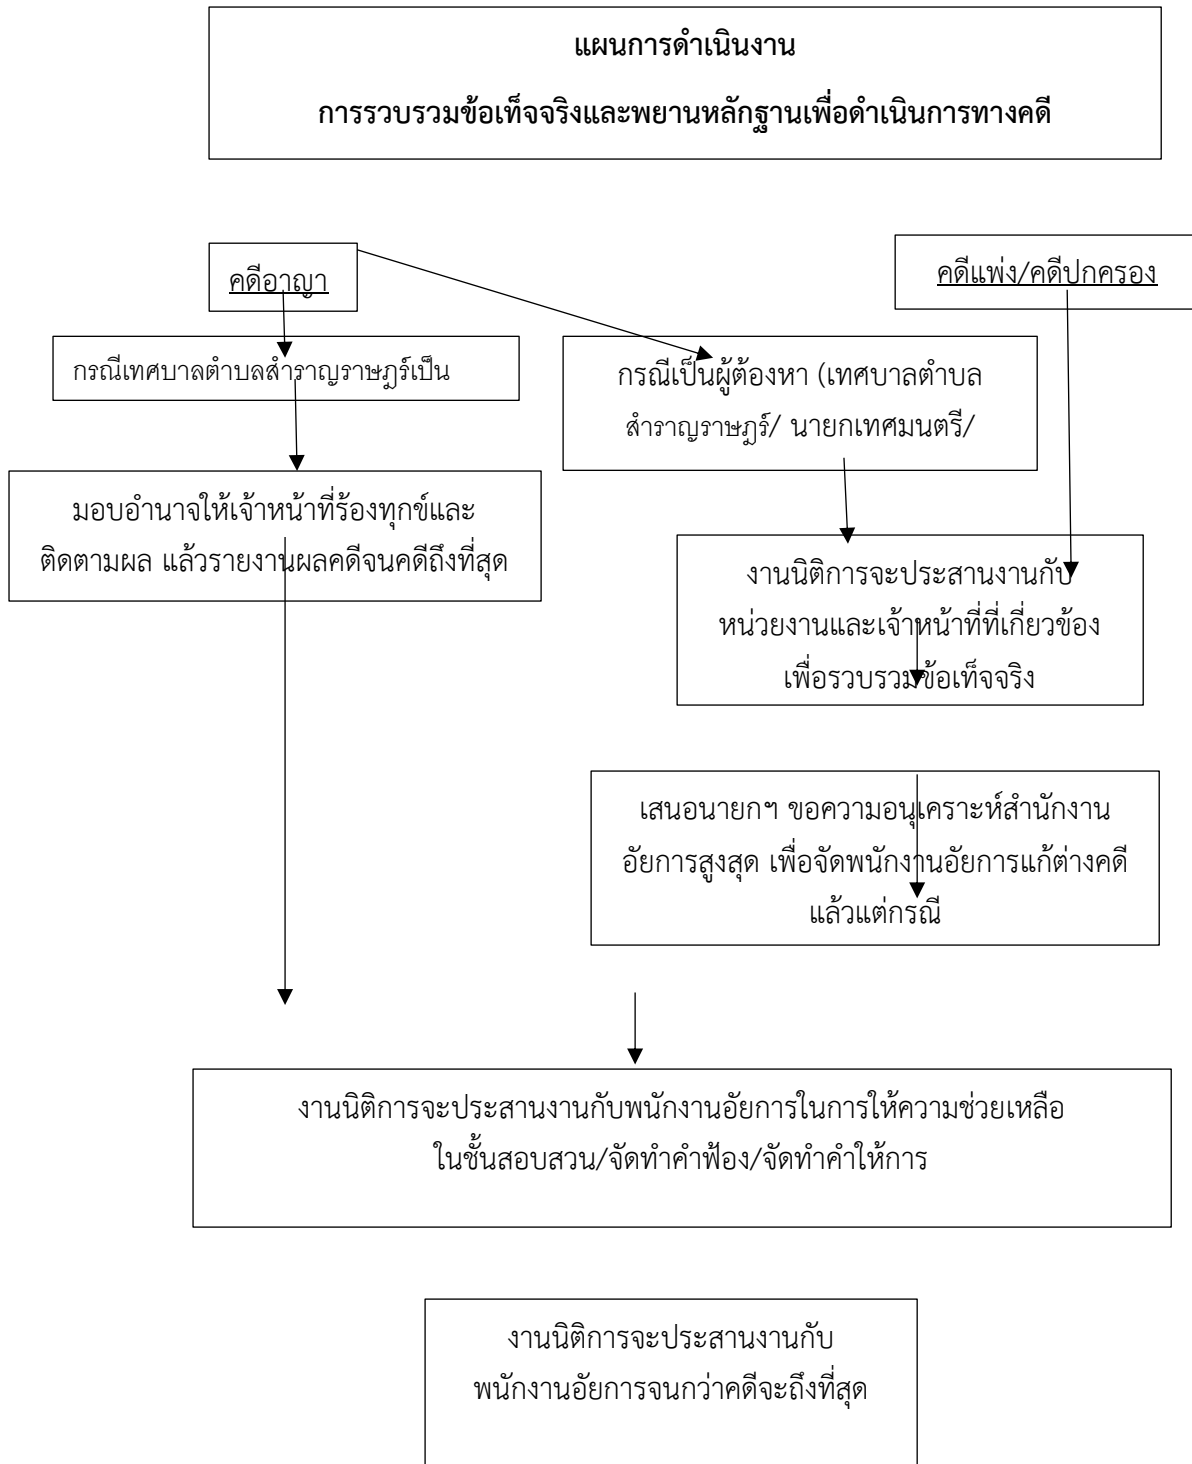 แผนการดำเนินงาน
การรวบรวมข้อเท็จจริงและพยานหลักฐานเพื่อดำเนินการทางคดี
คดีอาญา
คดีแพ่ง/คดีปกครอง
กรณีเทศบาลตำบลสำราญราษฎร์เป็น
กรณีเป็นผู้ต้องหา (เทศบาลตำบล
สำราญราษฎร์/ นายกเทศมนตรี/
มอบอำนาจให้เจ้าหน้าที่ร้องทุกข์และ
ติดตามผล แล้วรายงานผลคดีจนคดีถึงที่สุด
งานนิติการจะประสานงานกับ
หน่วยงานและเจ้าหน้าที่ที่เกี่ยวข้อง
เพื่อรวบรวมข้อเท็จจริง
เสนอนายกฯ ขอความอนุเคราะห์สำนักงาน
อัยการสูงสุด เพื่อจัดพนักงานอัยการแก้ต่างคดี
แล้วแต่กรณี
งานนิติการจะประสานงานกับพนักงานอัยการในการให้ความช่วยเหลือ
ในชั้นสอบสวน/จัดทำคำฟ้อง/จัดทำคำให้การ
งานนิติการจะประสานงานกับ
พนักงานอัยการจนกว่าคดีจะถึงที่สุด